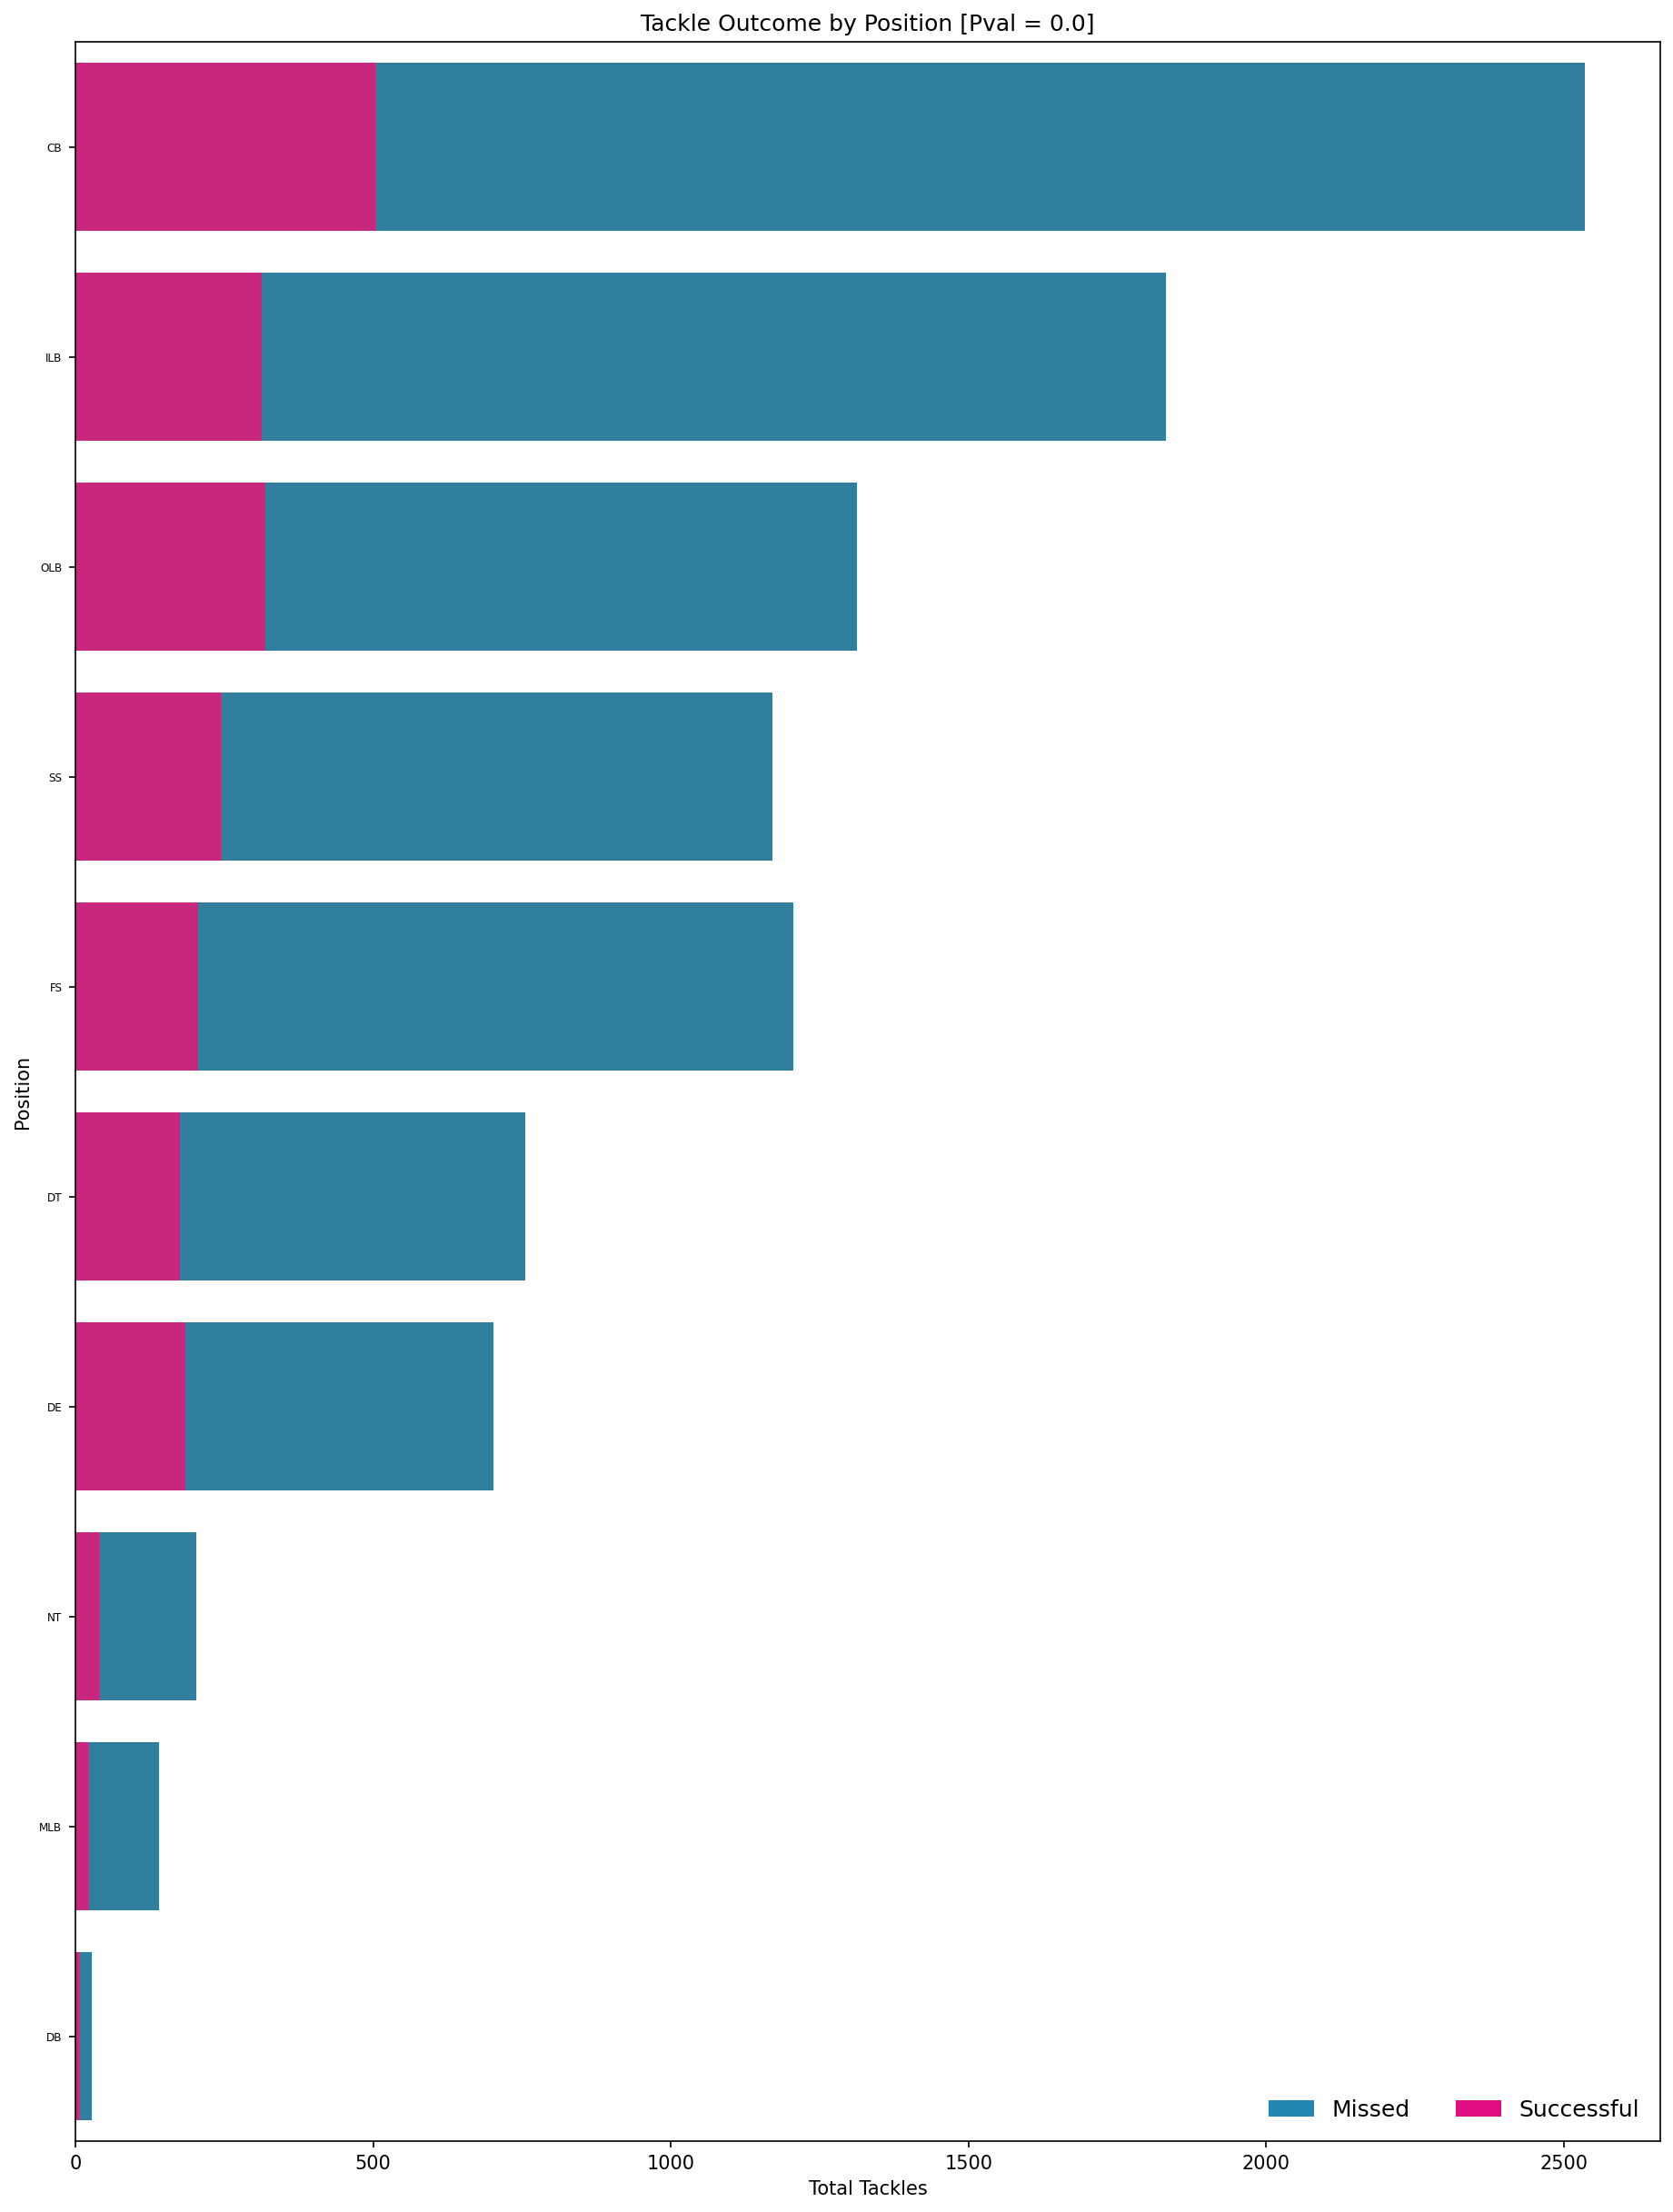 Tackle Outcome by Position [Pval = 0.0]
CB
ILB
OLB
SS
FS
DT
DE
NT
MLB
DB
Position
Missed Successful
0 500 1000 1500 2000 2500
Total Tackles